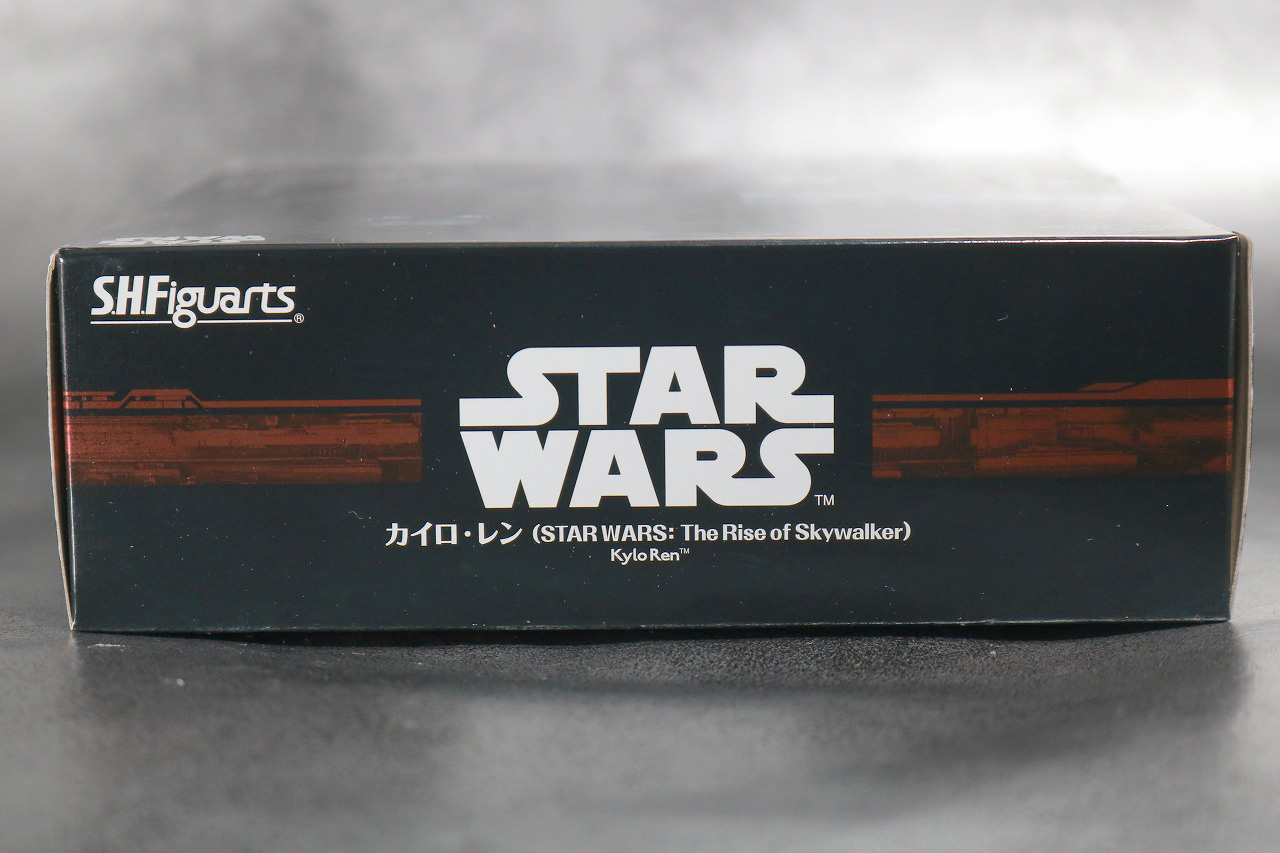 S.H.Figuarts®
STAR
WARS™
カイロ・レン (STAR WARS: The Rise of Skywalker)
Kylo Ren™